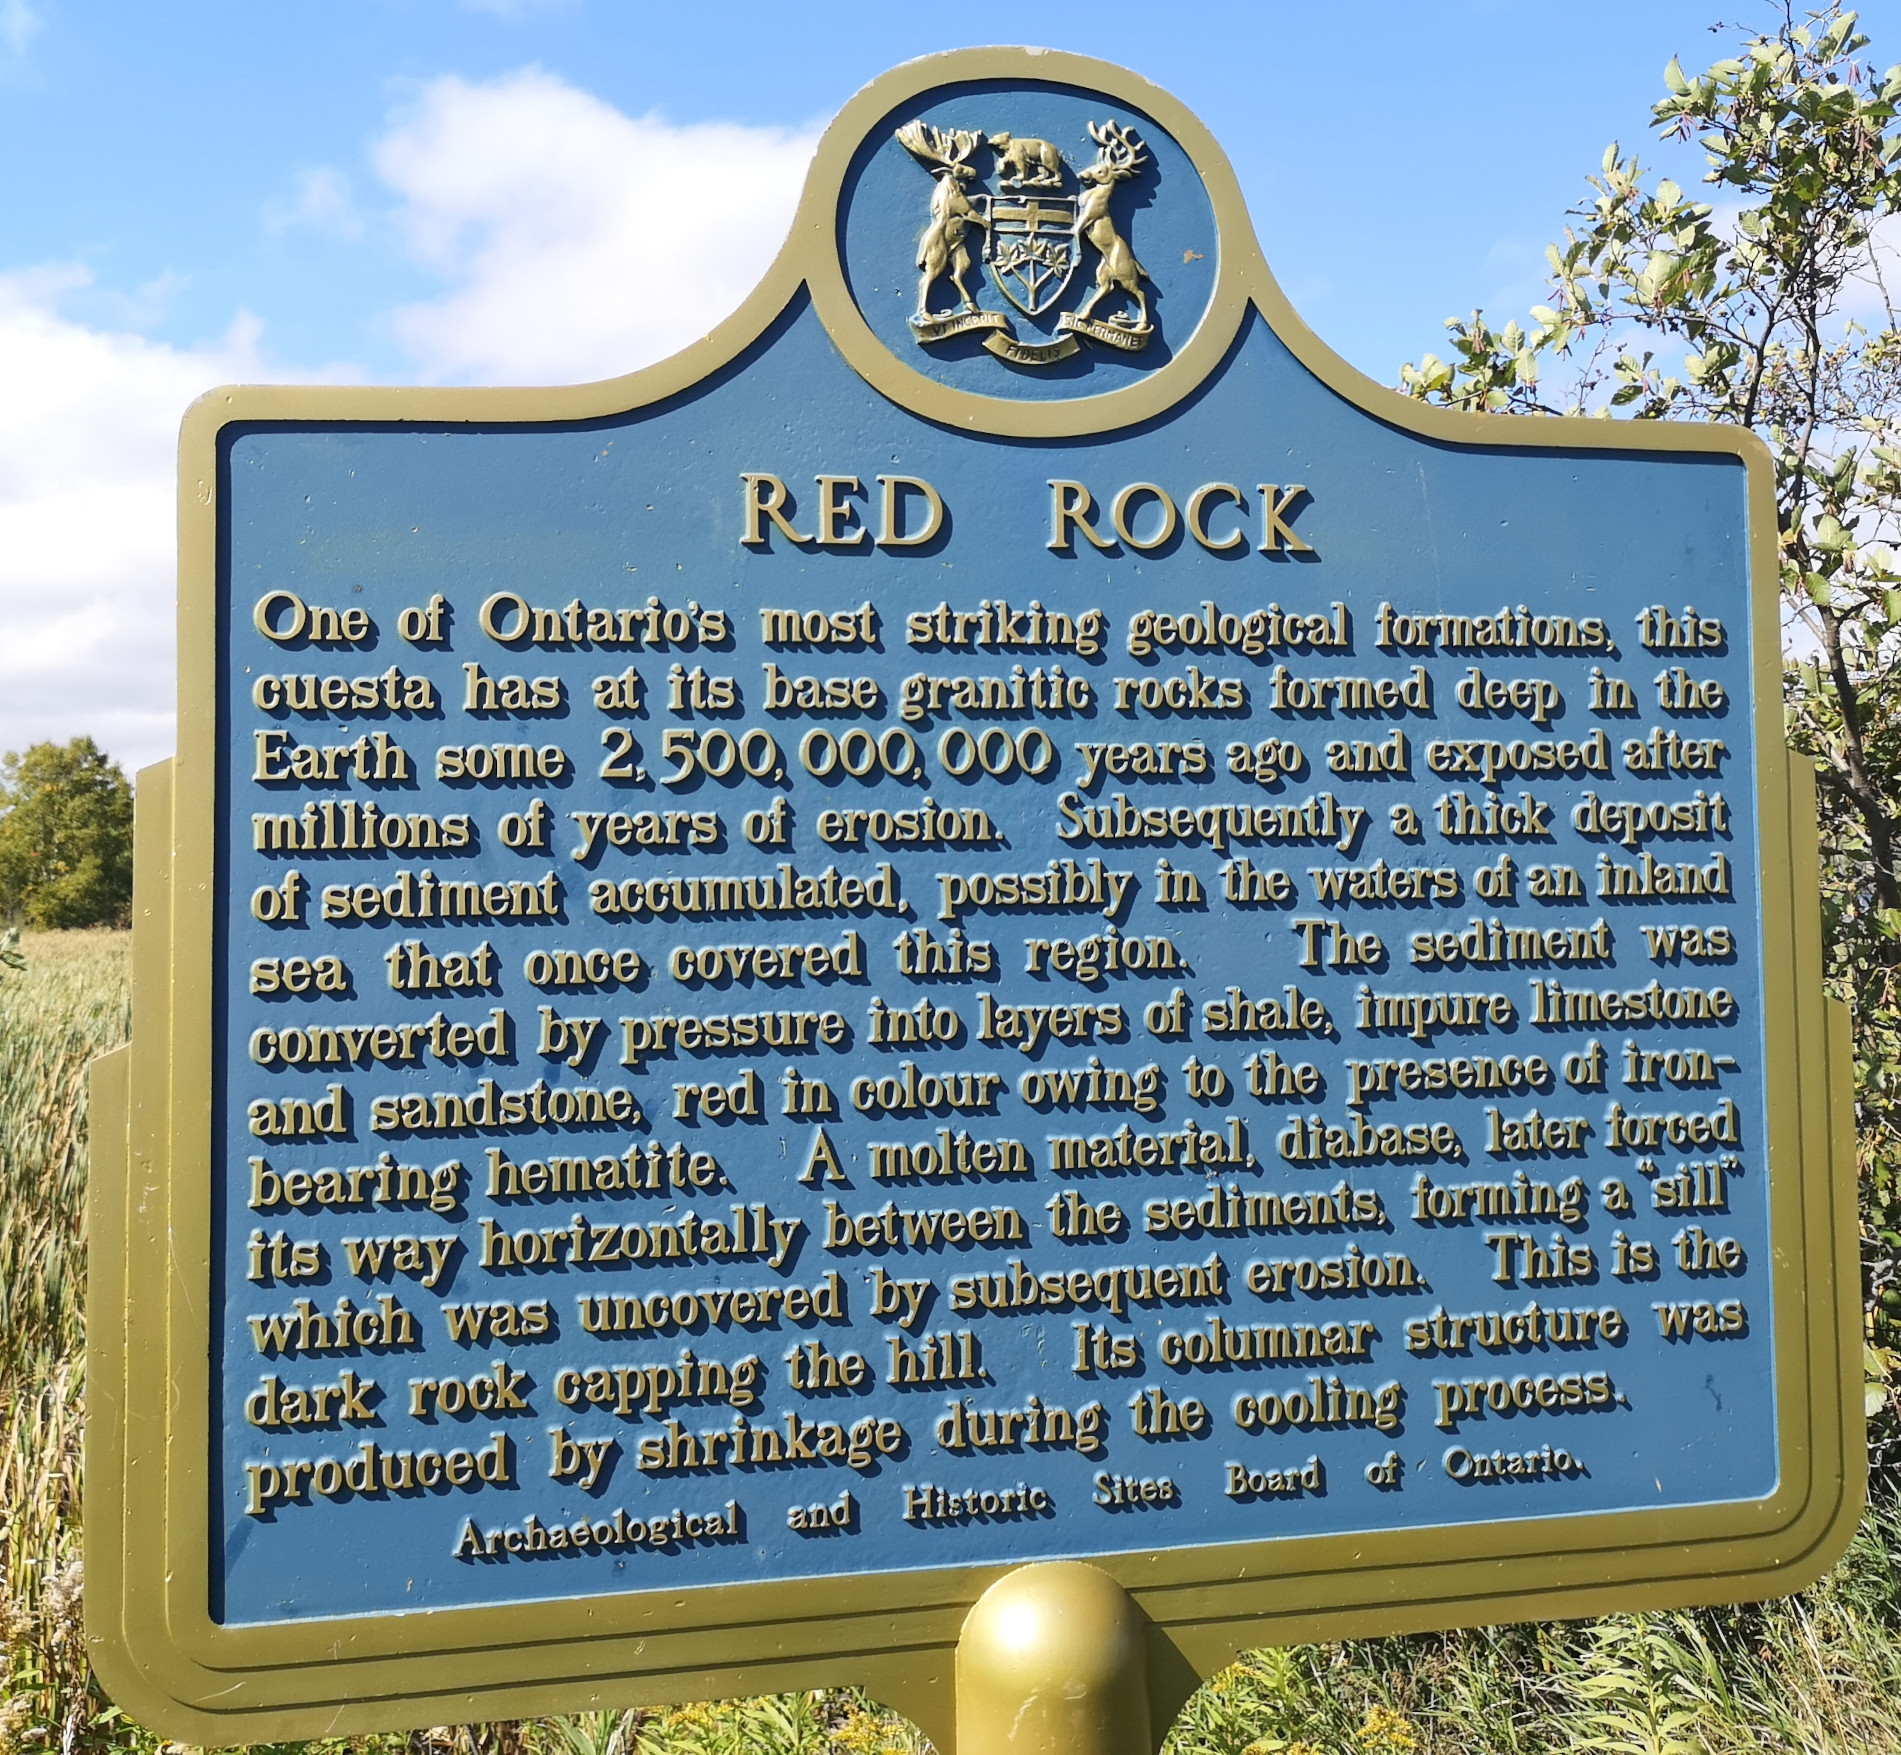 UT INCEPIT
SIC PERMANET
FIDELIS
RED ROCK
One of Ontario's most striking geological formations, this
cuesta has at its base granitic rocks formed deep in the
Earth some 2,500,000,000 years ago and exposed after
millions of years of erosion. Subsequently a thick deposit
of sediment accumulated, possibly in the waters of an inland
sea that once covered this region. The sediment was
converted by pressure into layers of shale, impure limestone
and sandstone, red in colour owing to the presence of iron-
bearing hematite. A molten material, diabase, later forced
its way horizontally between the sediments, forming a "sill"
which was uncovered by subsequent erosion. This is the
dark rock capping the hill. Its columnar structure was
produced by shrinkage during the cooling process.
Archaeological and Historic Sites Board of Ontario.